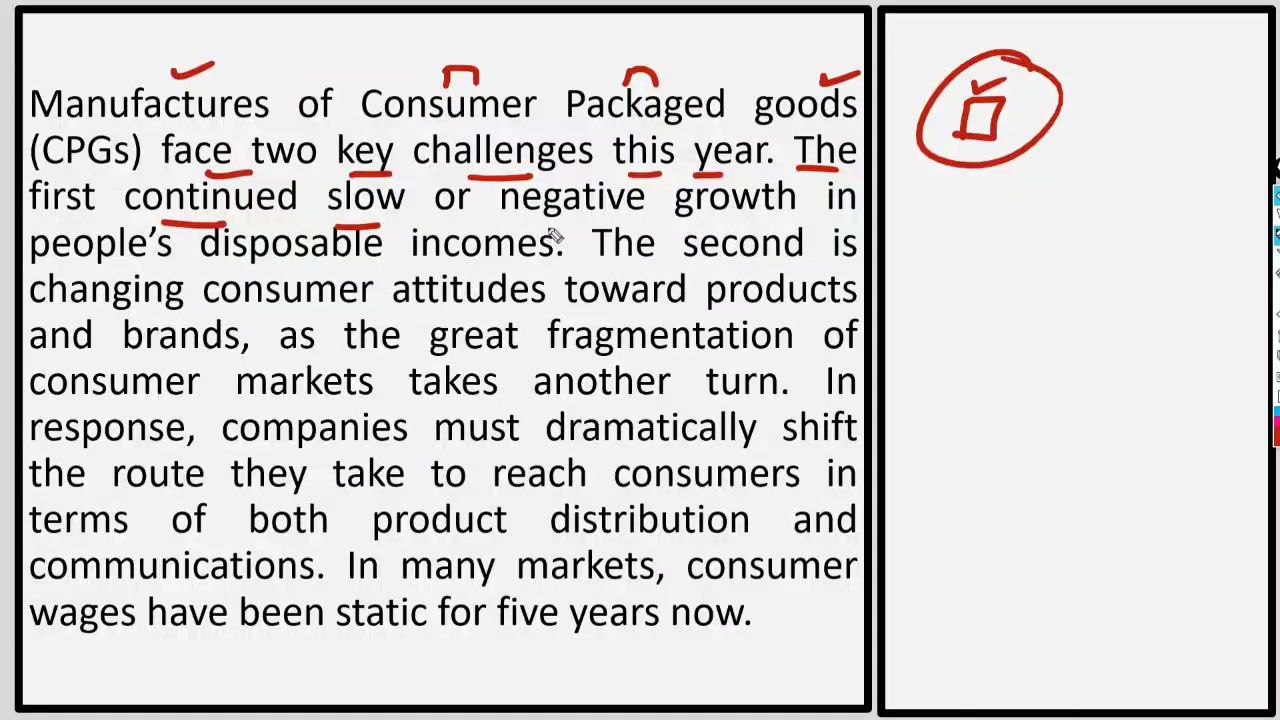 Manufactures of Consumer Packaged goods
(CPGs) face two key challenges this year. The
first continued slow or negative growth in
people's disposable incomes. The second is
changing consumer attitudes toward products
and brands, as the great fragmentation of
consumer markets takes another turn. In
response, companies must dramatically shift
the route they take to reach consumers in
terms of both product distribution and
communications. In many markets, consumer
wages have been static for five years now.